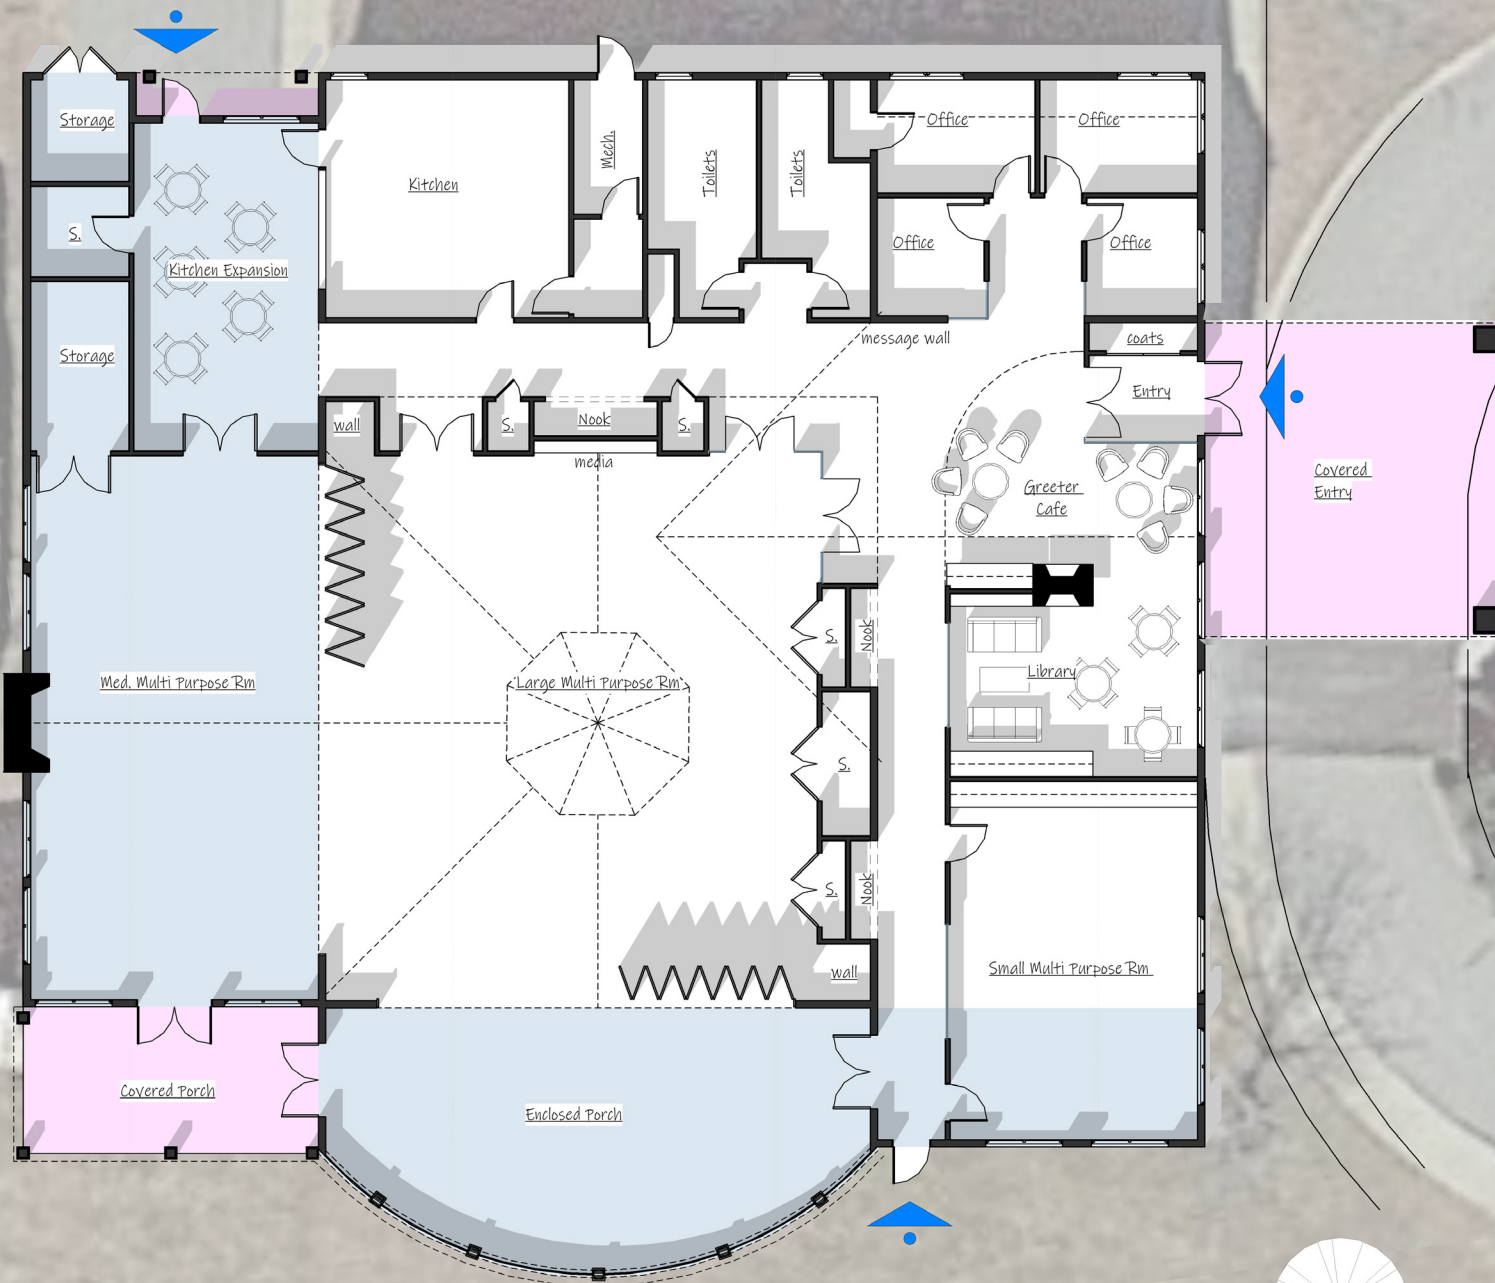 Storage
Office
Office
Mech.
Toilets
Toilets
Kitchen
S.
Office
Office
Kitchen Expansion
message wall
coats
Storage
Entry
wall
S.
Nook
S.
media
Covered
Entry
Greeter
Cafe
S.
Nook
Library
Med. Multi Purpose Rm
Large Multi Purpose Rm
S.
S.
Nook
wall
Small Multi Purpose Rm
Covered Porch
Enclosed Porch